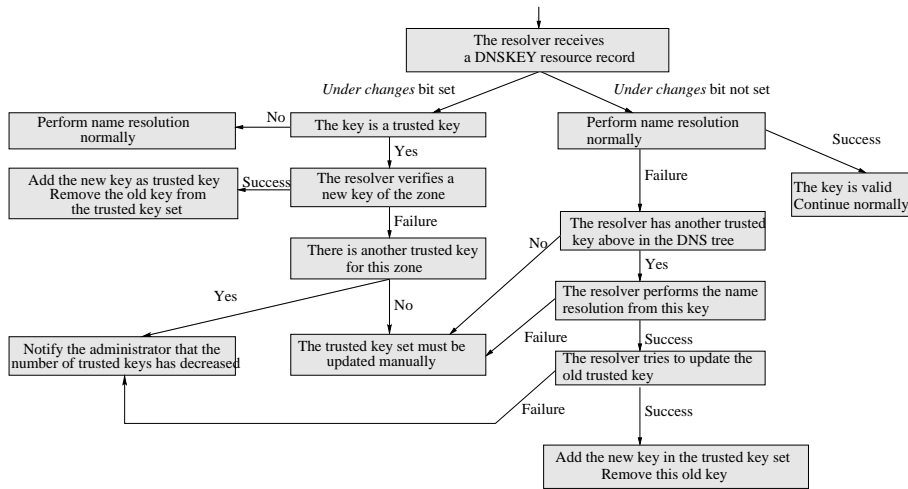 The resolver receives
a DNSKEY resource record
Under changes bit set
Under changes bit not set
Perform name resolution
normally
No
The key is a trusted key
Perform name resolution
normally
Success
Yes
Add the new key as trusted key
Remove the old key from
the trusted key set
Success
The resolver verifies a
new key of the zone
Failure
The key is valid
Continue normally
Failure
The resolver has another trusted
key above in the DNS tree
There is another trusted key
for this zone
No
Yes
Yes
No
The resolver performs the name
resolution from this key
Failure
Success
Notify the administrator that the
number of trusted keys has decreased
The trusted key set must be
updated manually
The resolver tries to update the
old trusted key
Failure
Success
Add the new key in the trusted key set
Remove this old key